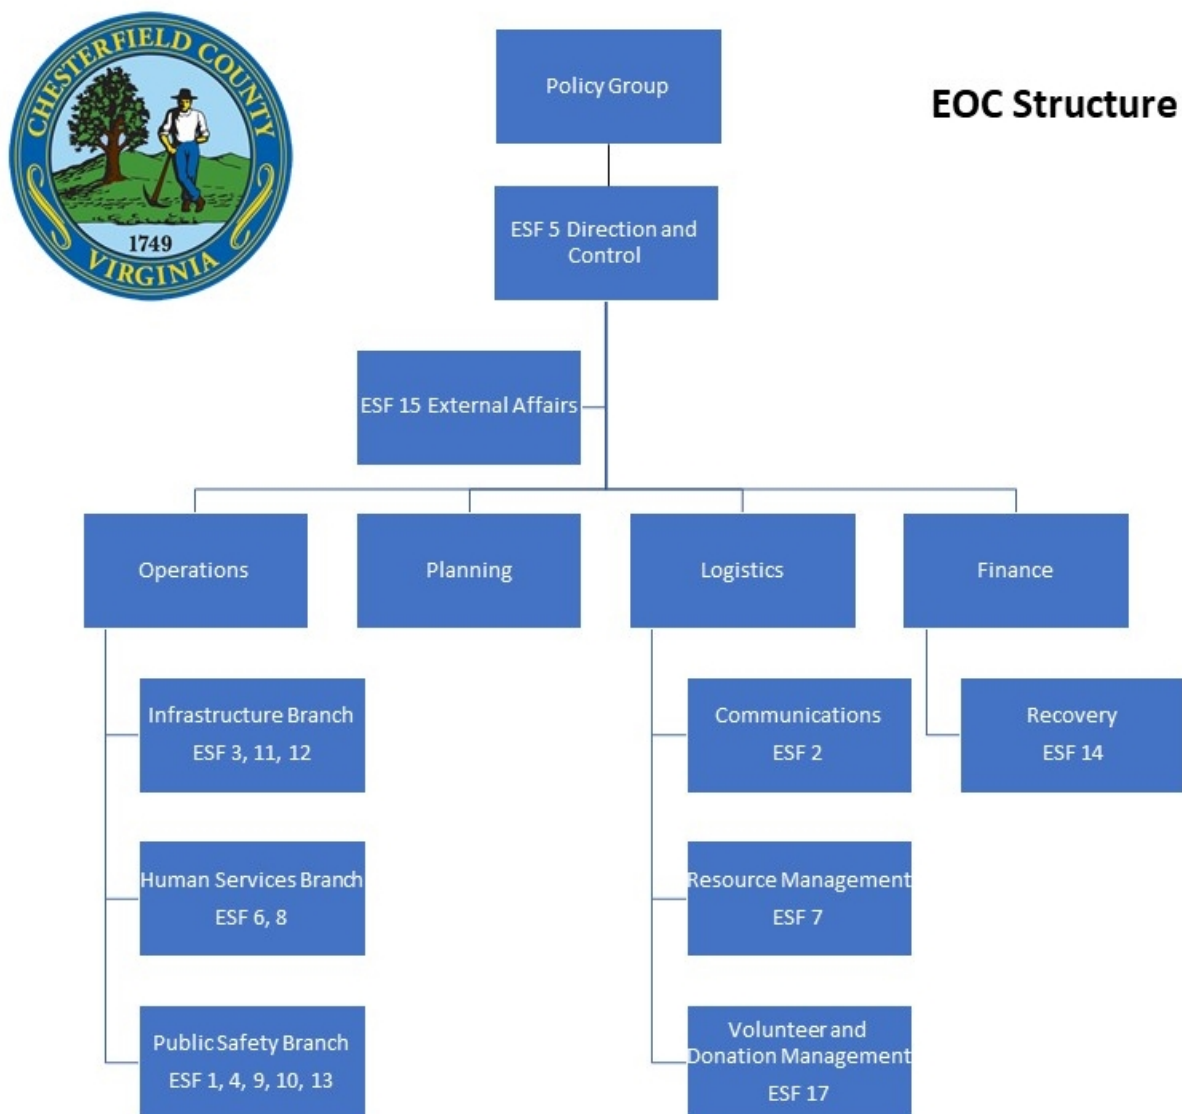 CHESTERFIELD COUNTY
1749
VIRGINIA
EOC Structure
Policy Group
ESF 5 Direction and
Control
ESF 15 External Affairs
Operations
Planning
Logistics
Finance
Infrastructure Branch
ESF 3, 11, 12
Communications
ESF 2
Recovery
ESF 14
Human Services Branch
ESF 6, 8
Resource Management
ESF 7
Public Safety Branch
ESF 1, 4, 9, 10, 13
Volunteer and
Donation Management
ESF 17